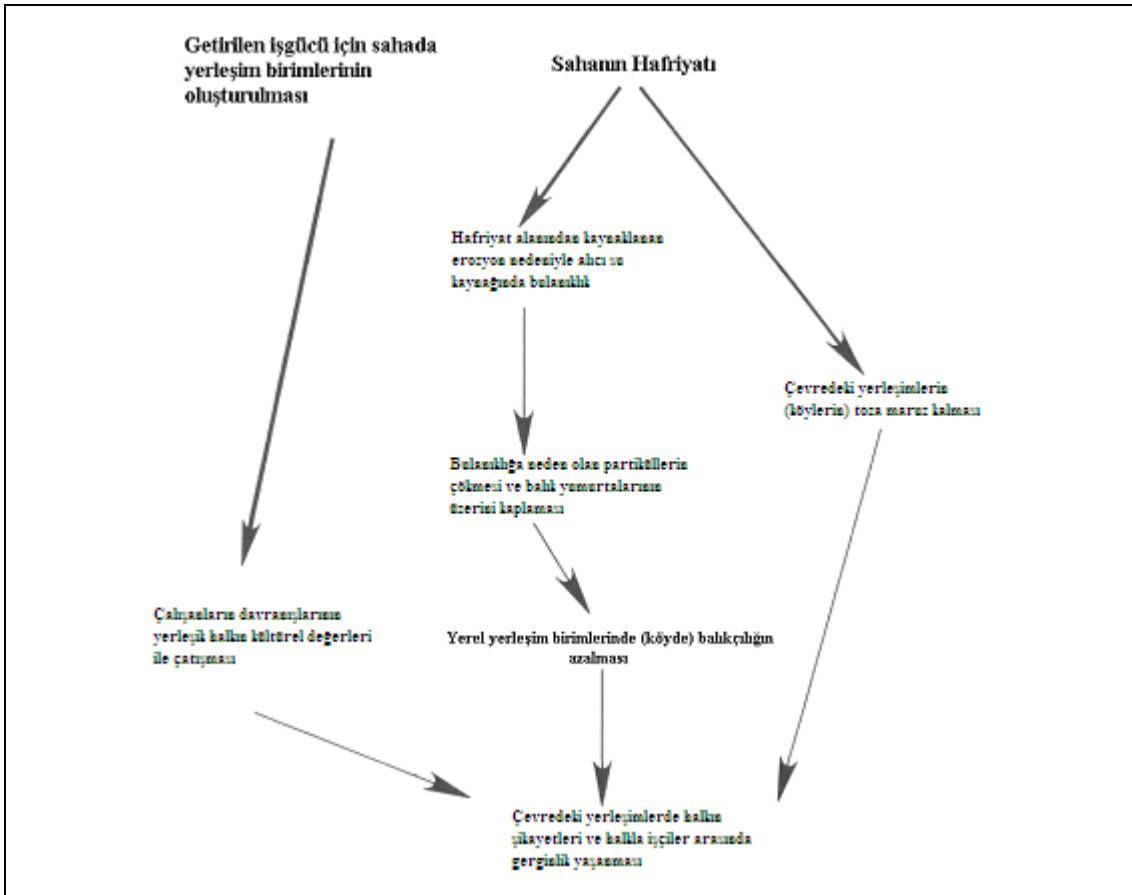 Getirilen işgücü için sahada
yerleşim birimlerinin
oluşturulması
Sahanın Hafriyatı
Hafriyat alanından kaynaklanan
erozyon nedeniyle alıcı su
kaynağında bulanıklık
Çevredeki yerleşimlerin
(köylerin) toza maruz kalması
Bulanıklığa neden olan partiküllerin
çökmesi ve balık yumurtalarının
üzerini kaplaması
Çalışanların davranışlarının
yerleşik halkın kültürel değerleri
ile çatışması
Yerel yerleşim birimlerinde (köyde) balıkçılığın
azalması
Çevredeki yerleşimlerde halkın
şikayetleri ve halkla işçiler arasında
gerginlik yaşanması